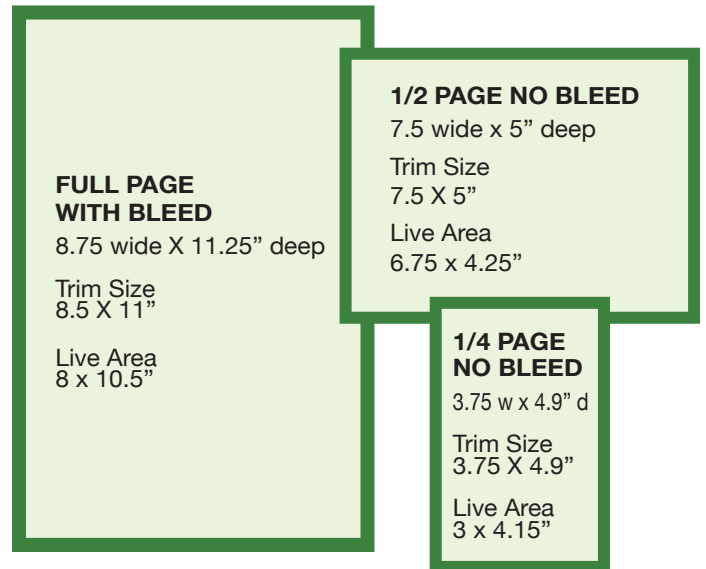 FULL PAGE
WITH BLEED
8.75 wide X 11.25” deep
Trim Size
8.5 X 11”
Live Area
8 x 10.5”
1/2 PAGE NO BLEED
7.5 wide x 5” deep
Trim Size
7.5 X 5”
Live Area
6.75 x 4.25”
1/4 PAGE
NO BLEED
3.75 w x 4.9” d
Trim Size
3.75 X 4.9”
Live Area
3 x 4.15”